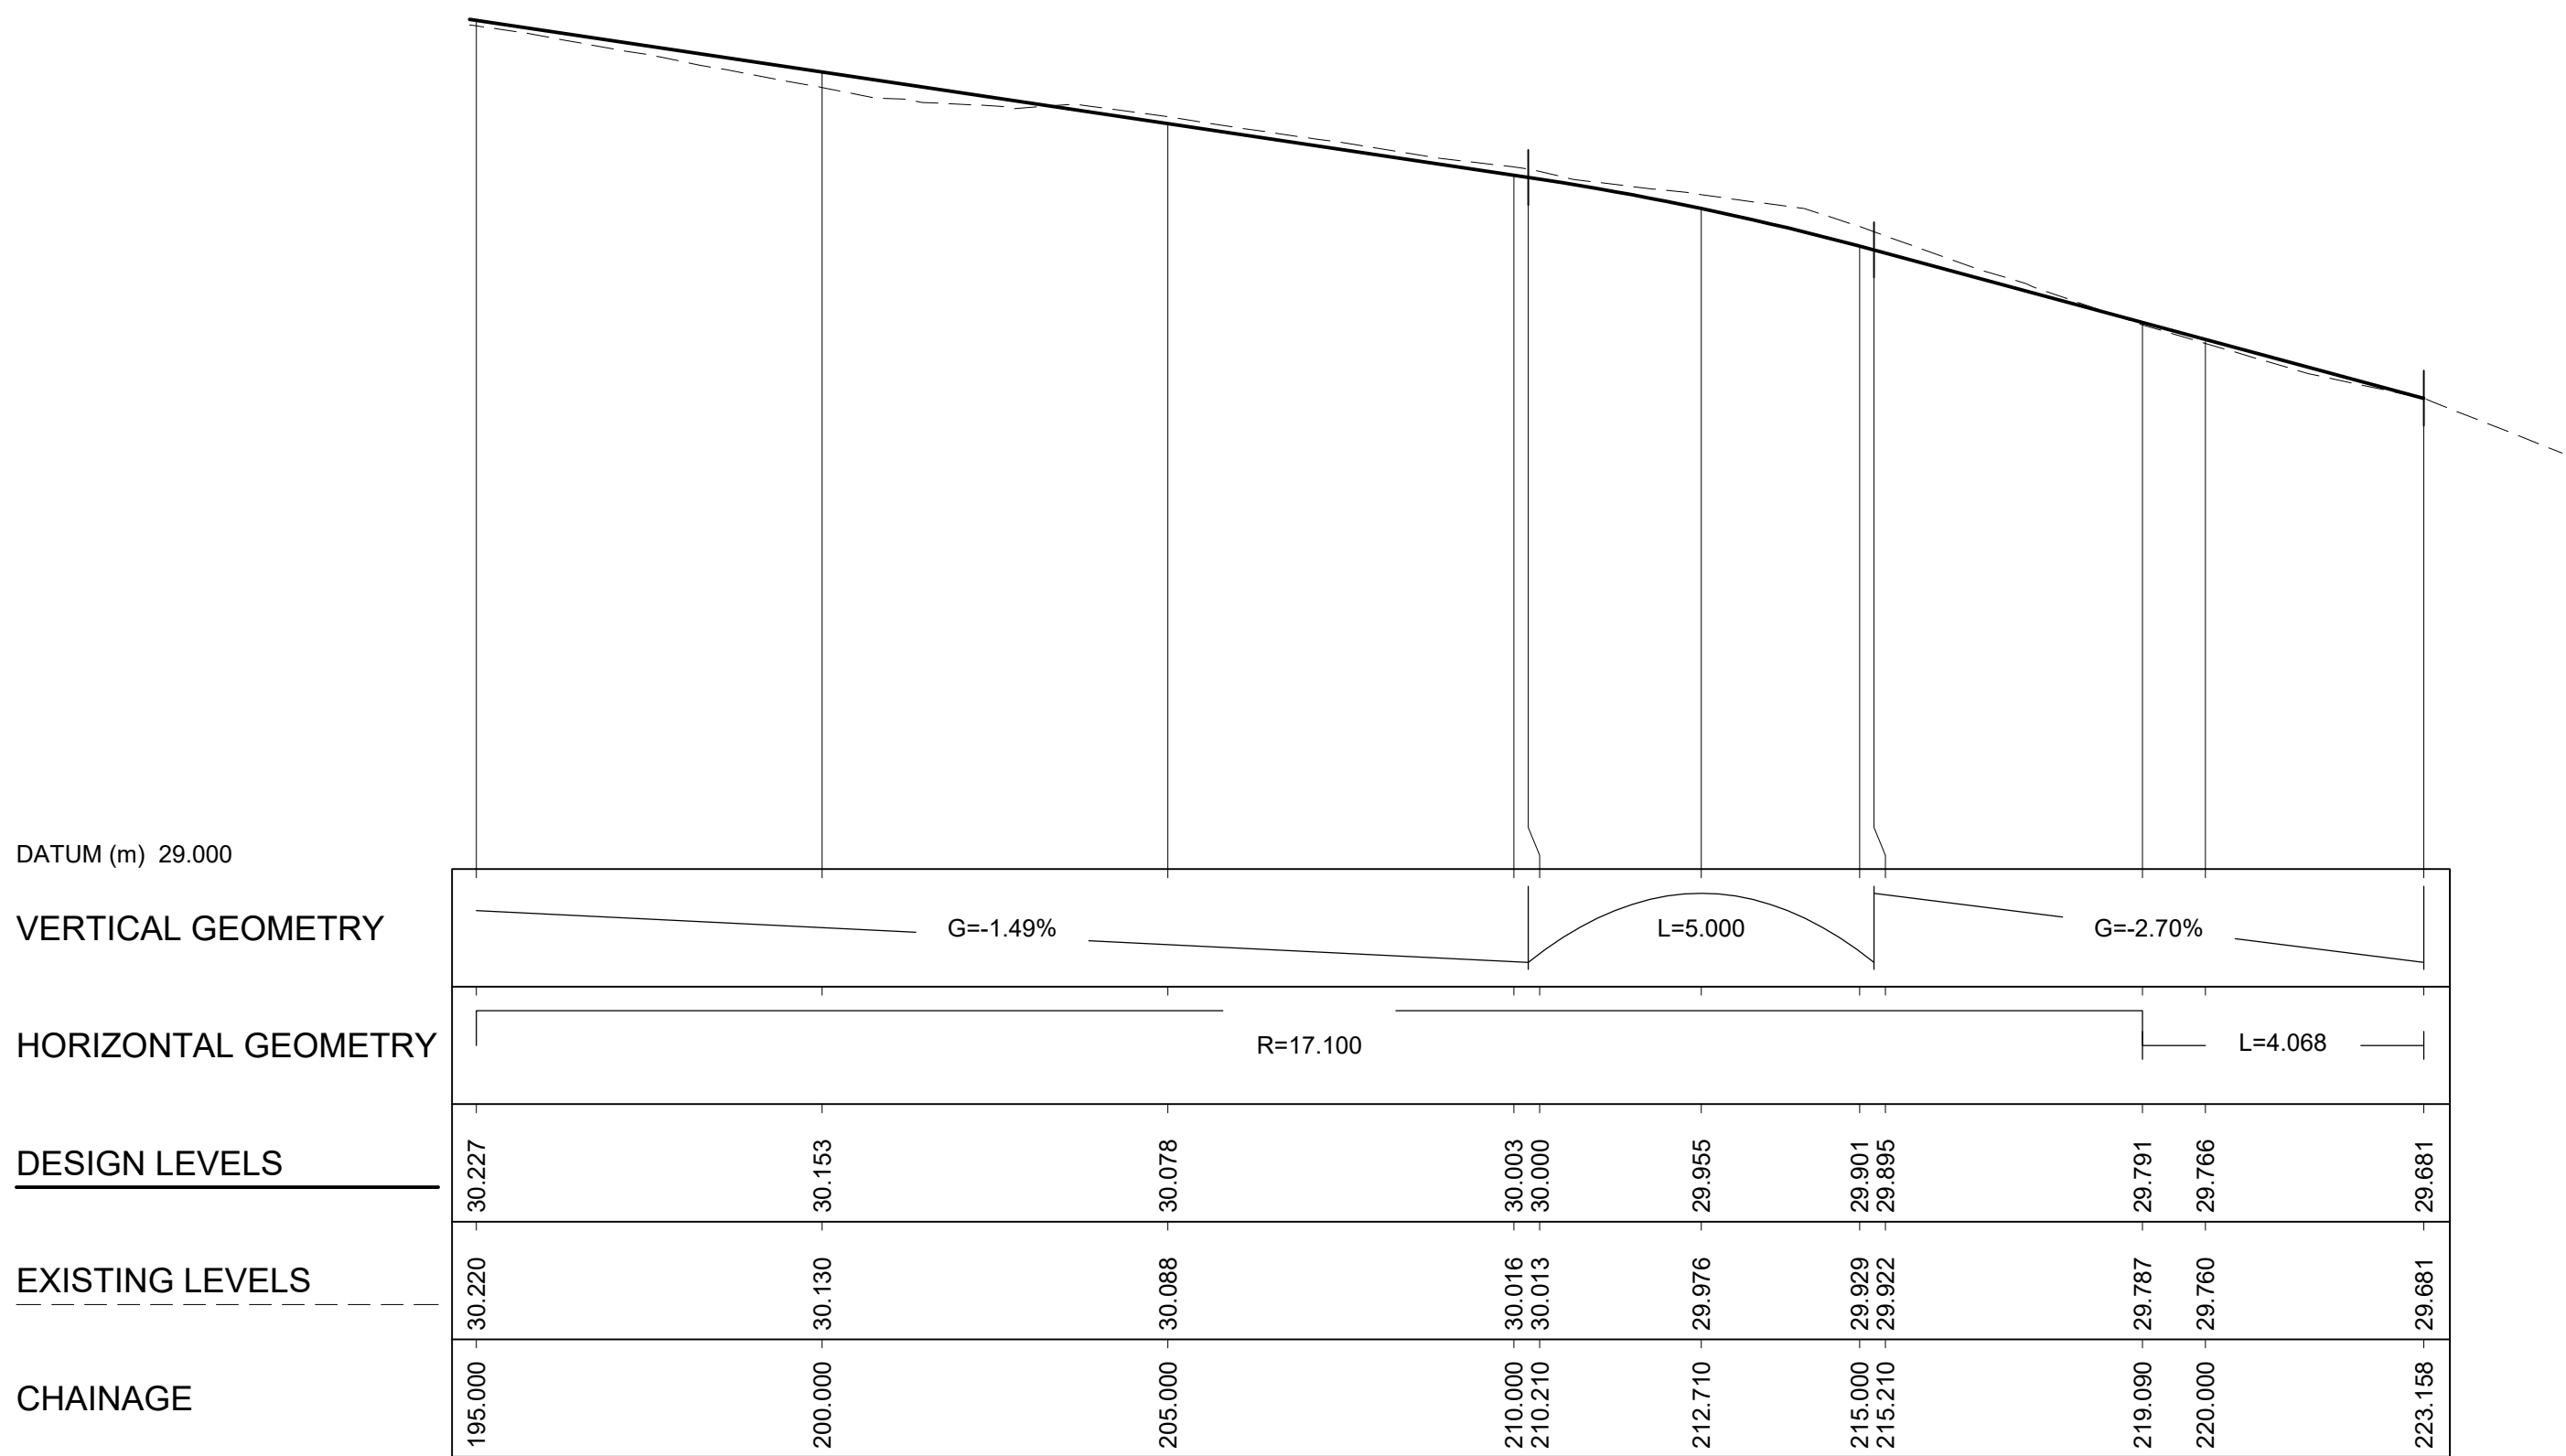 DATUM (m) 29.000
VERTICAL GEOMETRY G=-1.49% L=5.000 G=-2.70%
HORIZONTAL GEOMETRY R=17.100 L=4.068
DESIGN LEVELS 30.227 30.153 30.078 30.003 30.000 29.955 29.901 29.895 29.791 29.766 29.681
EXISTING LEVELS 30.220 30.130 30.088 30.016 30.013 29.976 29.929 29.922 29.787 29.760 29.681
CHAINAGE 195.000 200.000 205.000 210.000 210.210 212.710 215.000 215.210 219.090 220.000 223.158